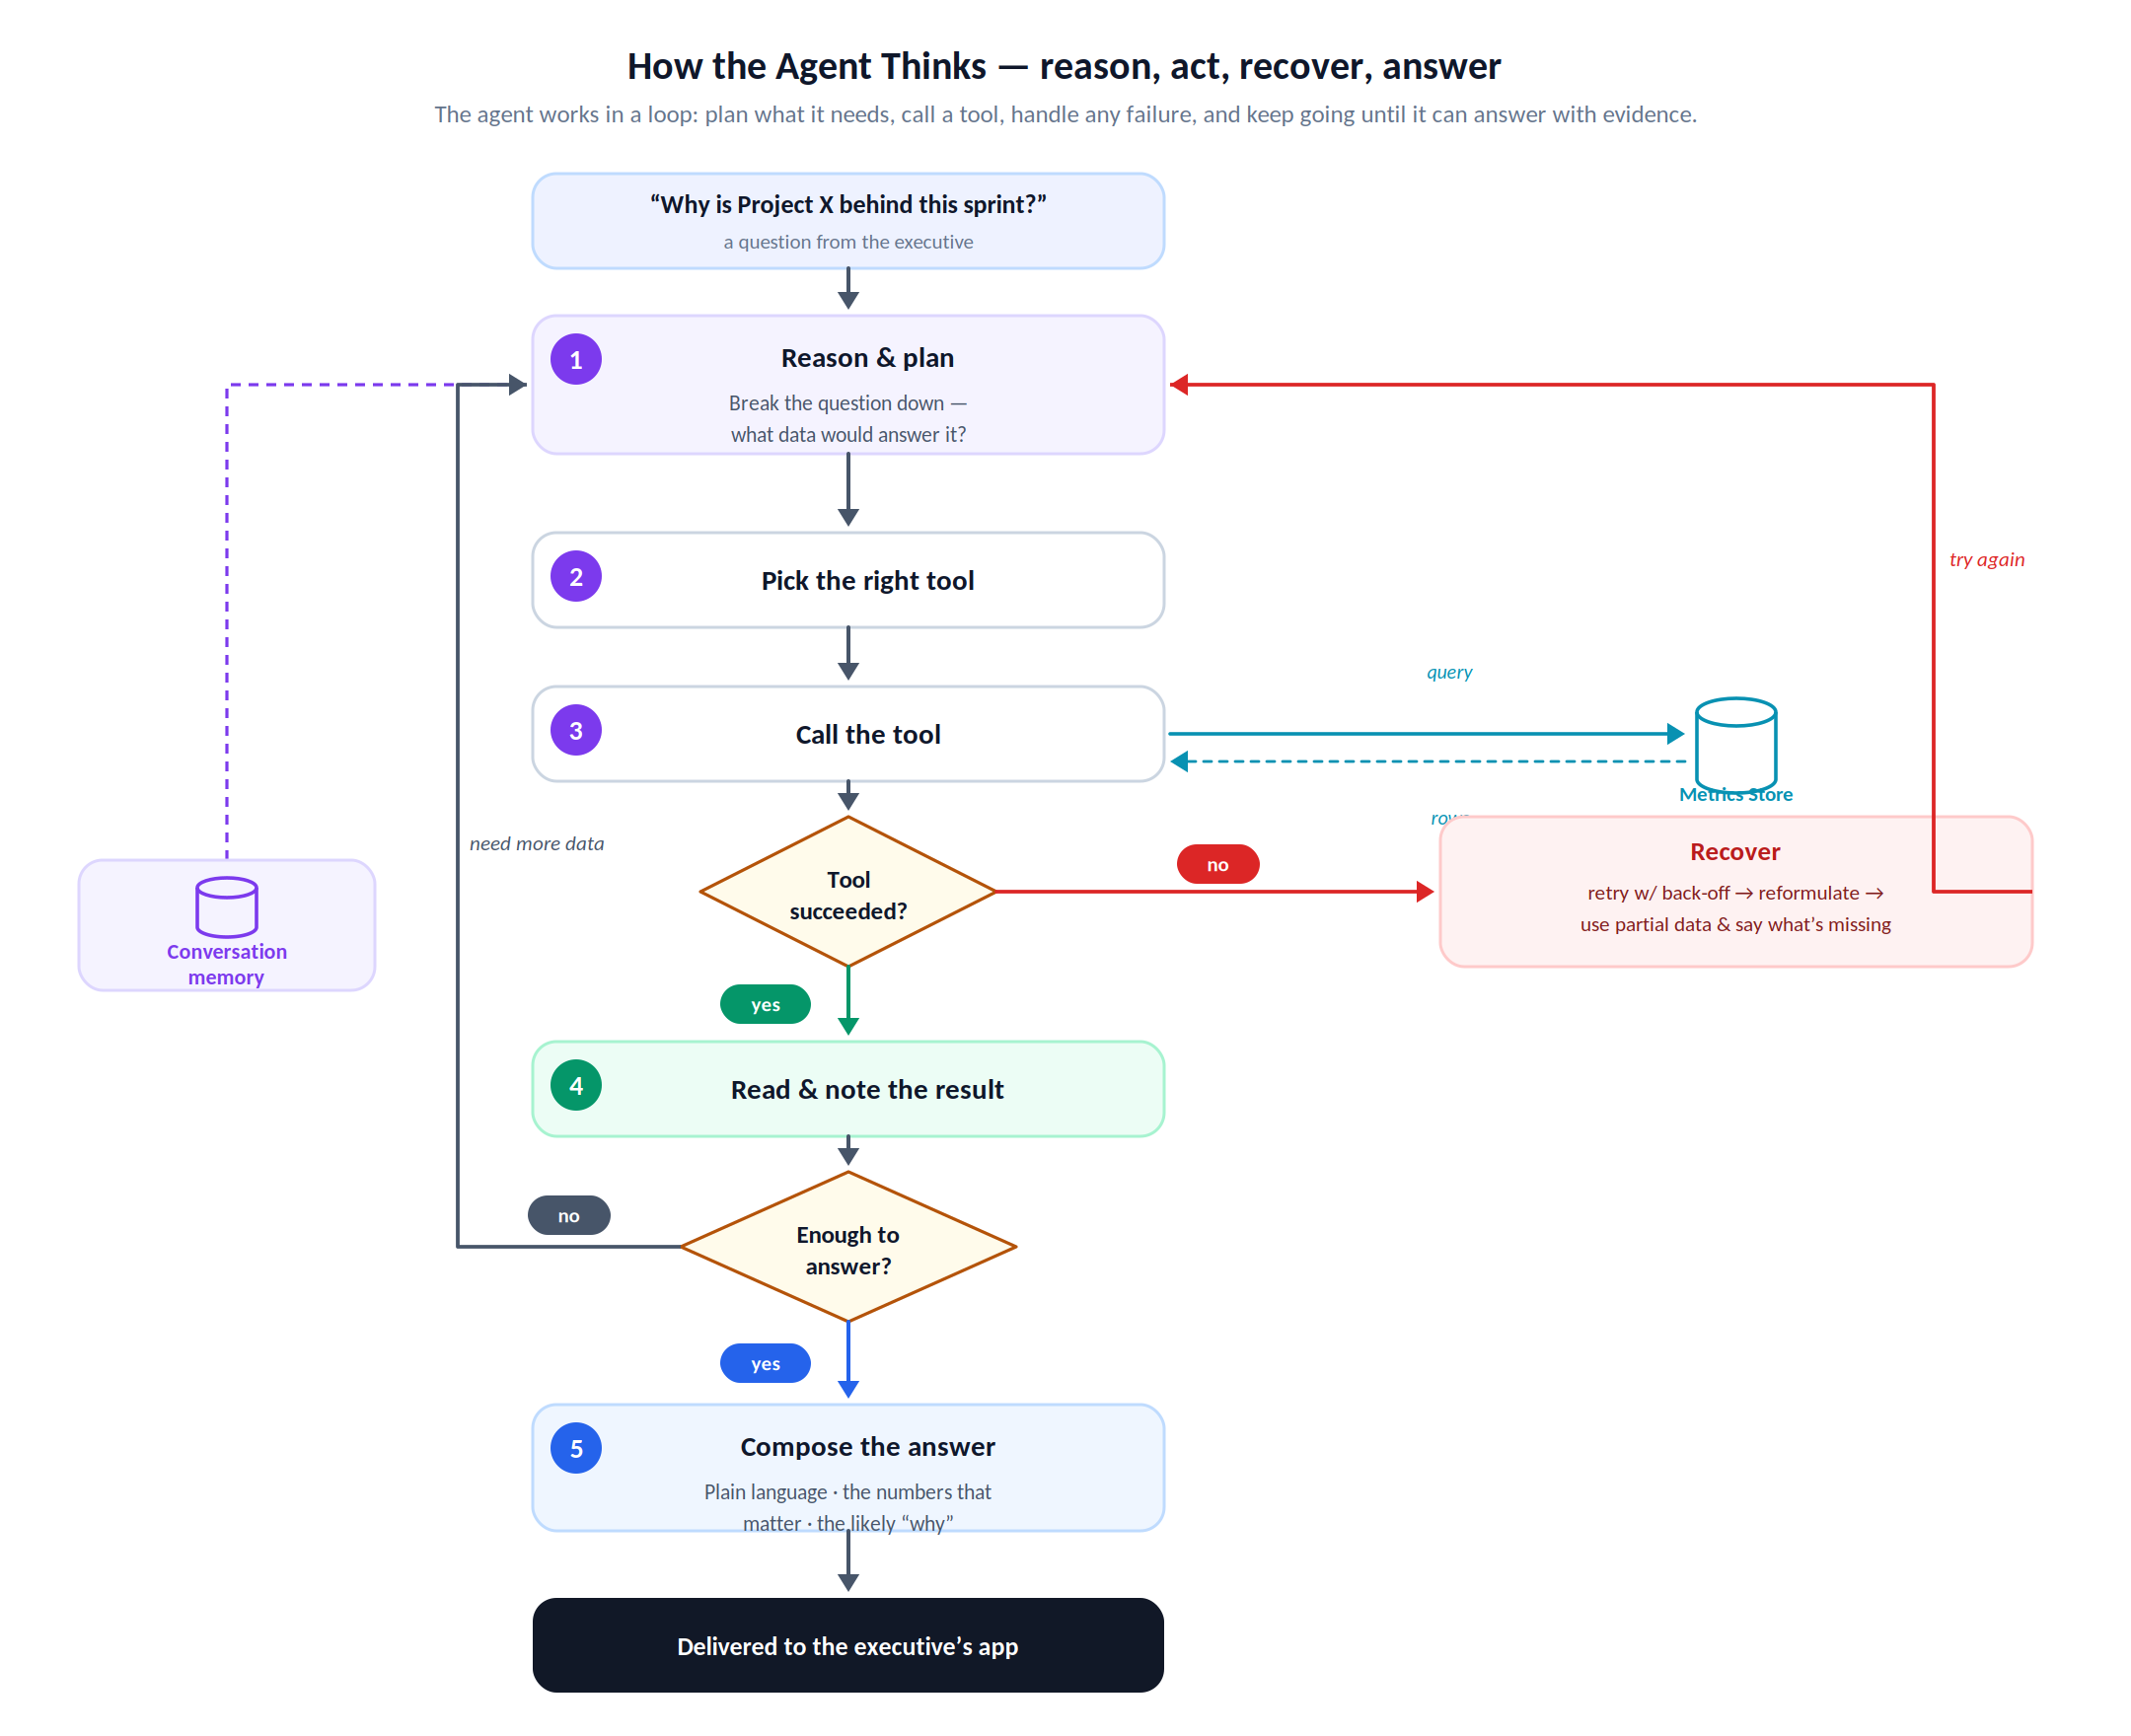 How the Agent Thinks — reason, act, recover, answer
The agent works in a loop: plan what it needs, call a tool, handle any failure, and keep going until it can answer with evidence.
“Why is Project X behind this sprint?”
a question from the executive
1
Reason & plan
Break the question down —
what data would answer it?
2
Pick the right tool
try again
query
3
Call the tool
Metrics Store
rows
need more data
Tool
succeeded?
no
Recover
retry w/ back-off → reformulate →
use partial data & say what’s missing
Conversation
memory
yes
4
Read & note the result
no
Enough to
answer?
yes
5
Compose the answer
Plain language · the numbers that
matter · the likely “why”
Delivered to the executive’s app